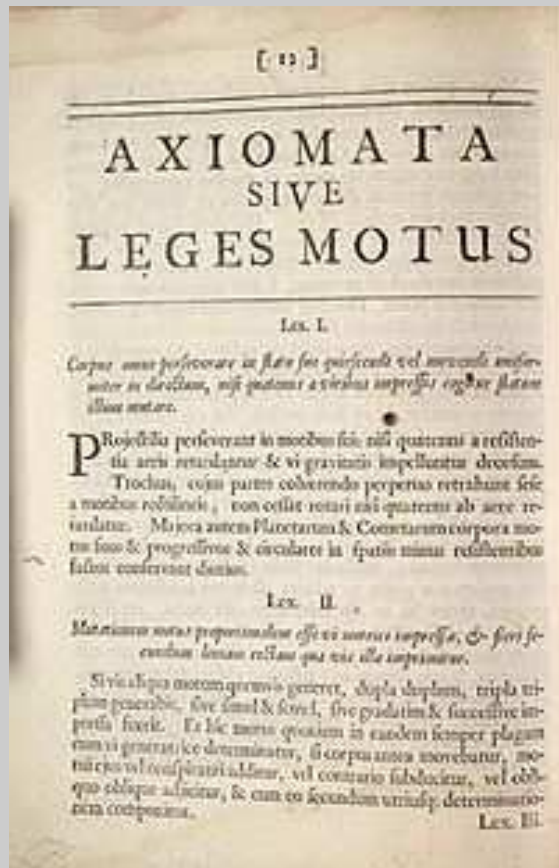 [ 12 ]
AXIOMATA
SIVE
LEGES MOTUS
Lex. I.
Corpus omne perseverare in statu suo quiescendi vel movendi unifor-
miter in directum, nisi quatenus a viribus impressis cogitur statum
illum mutare.
PRojectilia perseverant in motibus suis nisi quatenus a resisten-
tia aeris retardantur & vi gravitatis impelluntur deorsum.
Trochus, cujus partes cohærendo perpetuo retrahunt sese
a motibus rectilineis, non cessat rotari nisi quatenus ab aere re-
tardatur. Majora autem Planetarum & Cometarum corpora mo-
tus suos & progressivos & circulares in spatiis minus resistentibus
factos conservant diutius.
Lex. II.
Mutationem motus proportionalem esse vi motrici impressæ, & fieri se-
cundum lineam rectam qua vis illa imprimitur.
Si vis aliqua motum quemvis generet, dupla duplum, tripla tri-
plum generabit, sive simul & semel, sive gradatim & successive im-
pressa fuerit. Et hic motus quoniam in eandem semper plagam
cum vi generatrice determinatur, si corpus antea movebatur, mo-
tui ejus vel conspiranti additur, vel contrario subducitur, vel obli-
quo oblique adjicitur, & cum eo secundum utriusq; determinatio-
nem componitur.
Lex. III.